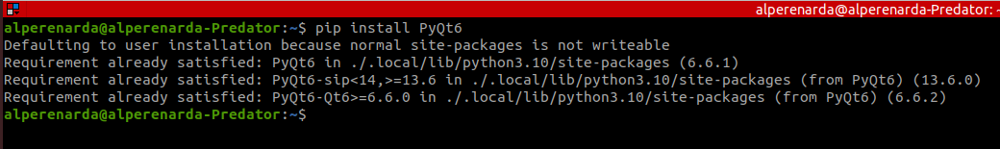 alperenarda@alperenarda-Predator: ~
alperenarda@alperenarda-Predator:~$ pip install PyQt6
Defaulting to user installation because normal site-packages is not writeable
Requirement already satisfied: PyQt6 in ./.local/lib/python3.10/site-packages (6.6.1)
Requirement already satisfied: PyQt6-sip<14,>=13.6 in ./.local/lib/python3.10/site-packages (from PyQt6) (13.6.0)
Requirement already satisfied: PyQt6-Qt6>=6.6.0 in ./.local/lib/python3.10/site-packages (from PyQt6) (6.6.2)
alperenarda@alperenarda-Predator:~$